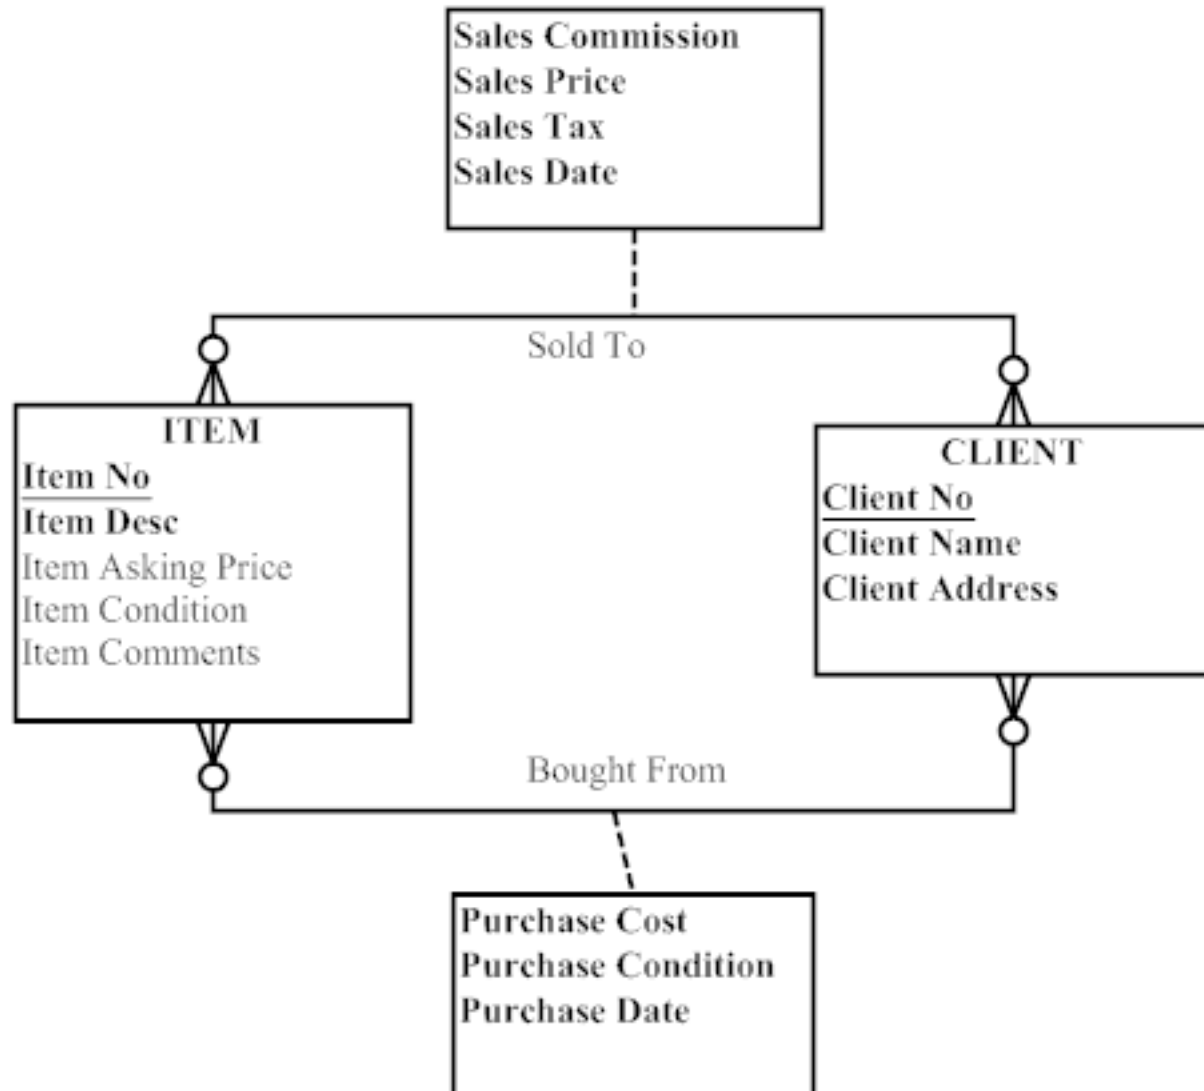 Sales Commission
Sales Price
Sales Tax
Sales Date
Sold To
ITEM
Item No
Item Desc
Item Asking Price
Item Condition
Item Comments
CLIENT
Client No
Client Name
Client Address
Bought From
Purchase Cost
Purchase Condition
Purchase Date